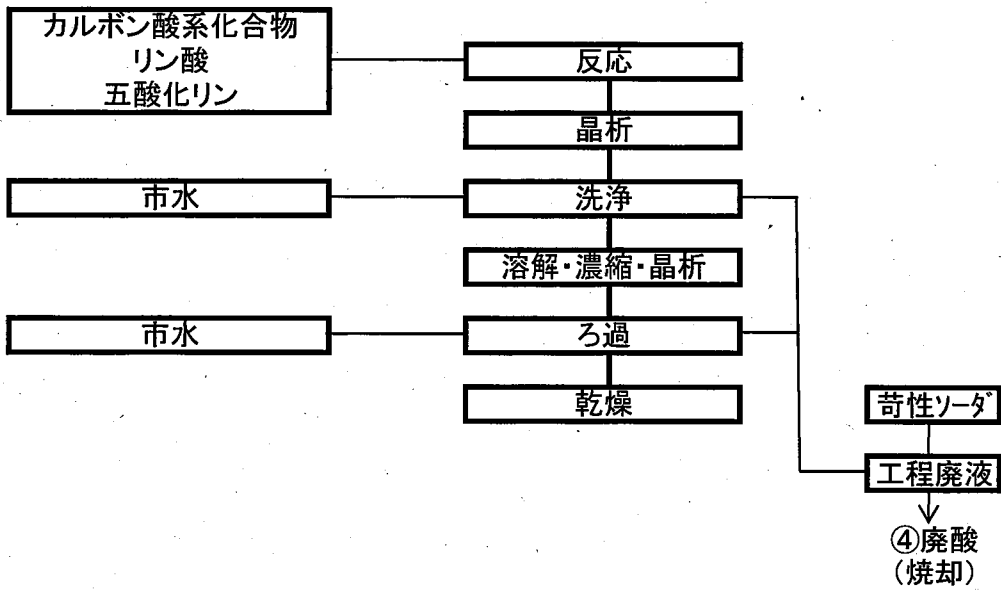 カルボン酸系化合物
リン酸
五酸化リン
反応
晶析
市水
洗浄
溶解・濃縮・晶析
市水
ろ過
乾燥
苛性ｿｰﾀﾞ
工程廃液
④廃酸
（焼却）